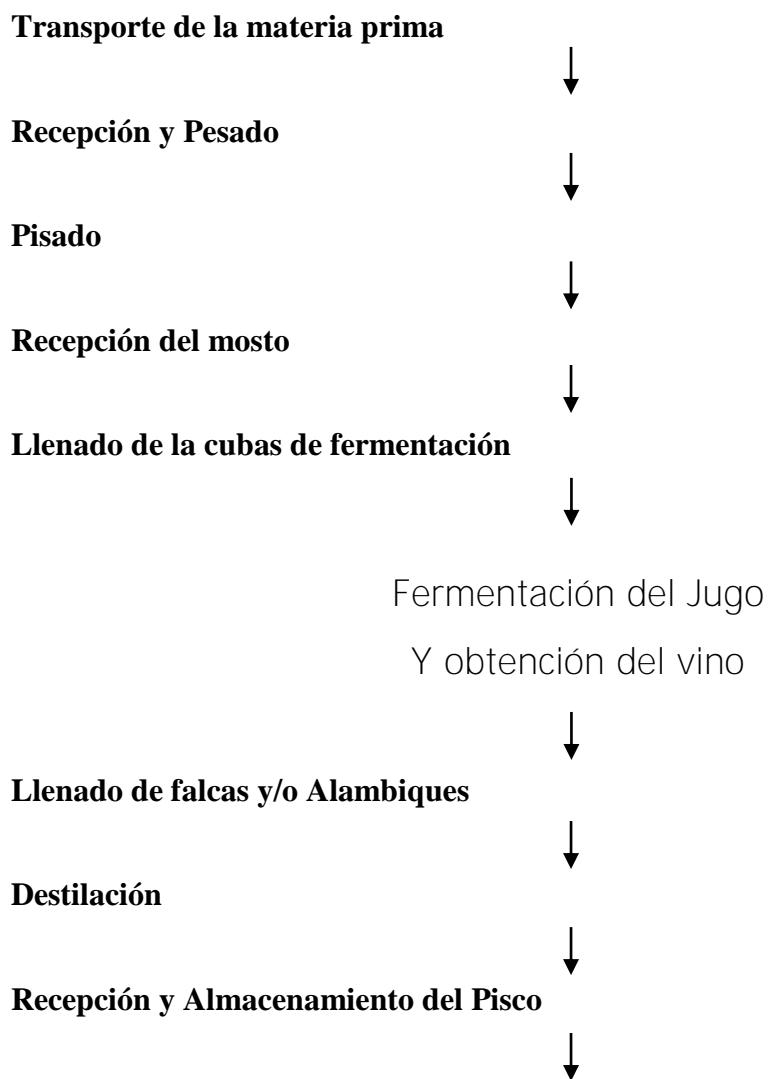 Transporte de la materia prima
Recepción y Pesado
Pisado
Recepción del mosto
Llenado de la cubas de fermentación
Fermentación del Jugo
Y obtención del vino
Llenado de falcas y/o Alambiques
Destilación
Recepción y Almacenamiento del Pisco